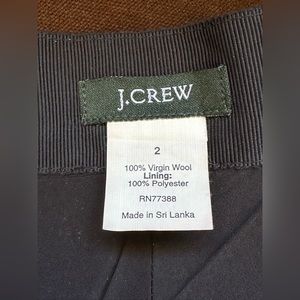 J.CREW
2
100% Virgin Wool
Lining:
100% Polyester
RN77388
Made in Sri Lanka